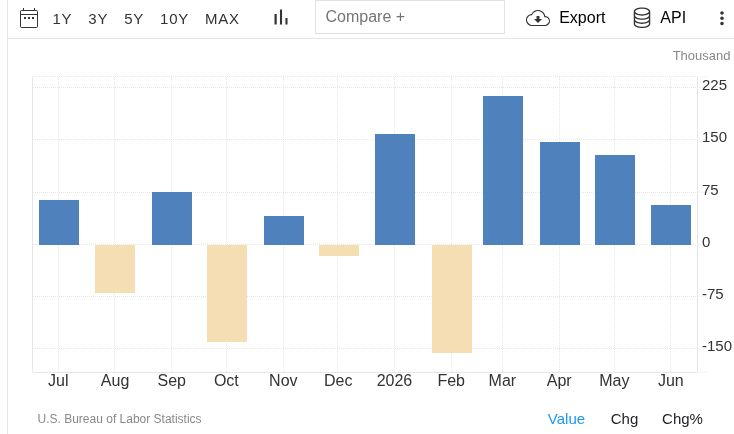 1Y 3Y 5Y 10Y MAX Compare + Export API
Thousand
225
150
75
0
-75
-150
Jul Aug Sep Oct Nov Dec 2026 Feb Mar Apr May Jun
U.S. Bureau of Labor Statistics Value Chg Chg%